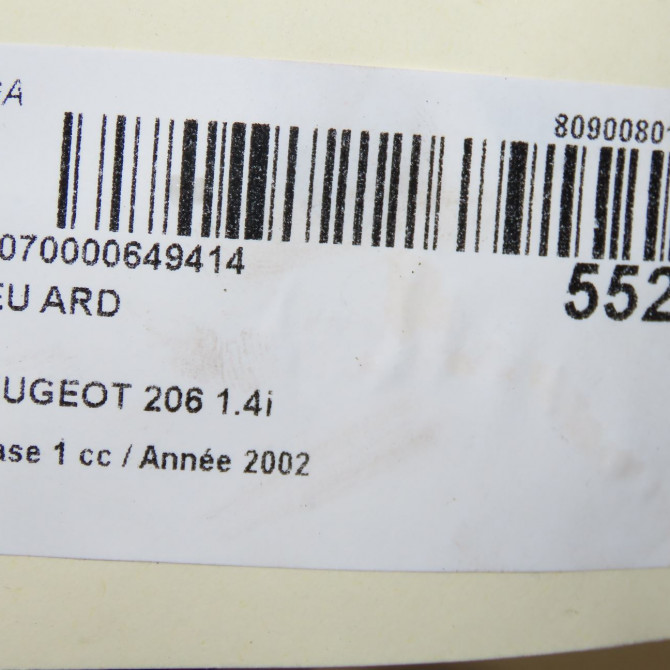 80900801
070000649414
552
EU ARD
UGEOT 206 1.4i
ase 1 cc / Année 2002